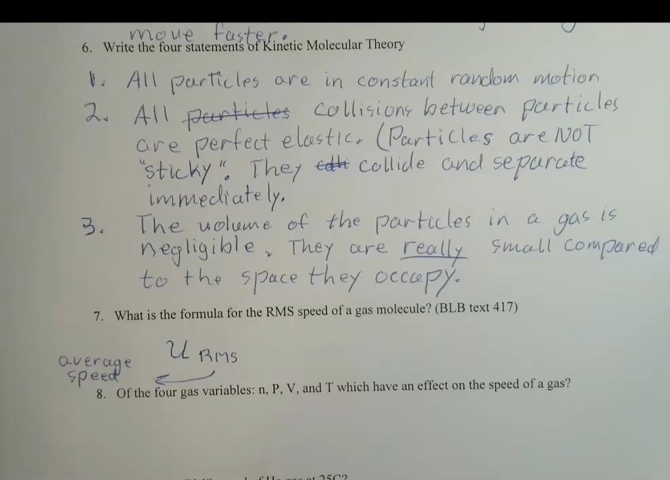 move faster.
6. Write the four statements of Kinetic Molecular Theory
1. All particles are in constant random motion
2. All particles collisions between particles
are perfect elastic. (Particles are NOT
"sticky". They collide and separate
immediately.
3. The volume of the particles in a gas is
negligible. They are really small compared
to the space they occupy.
7. What is the formula for the RMS speed of a gas molecule? (BLB text 417)
average
speed
U RMS
8. Of the four gas variables: n, P, V, and T which have an effect on the speed of a gas?